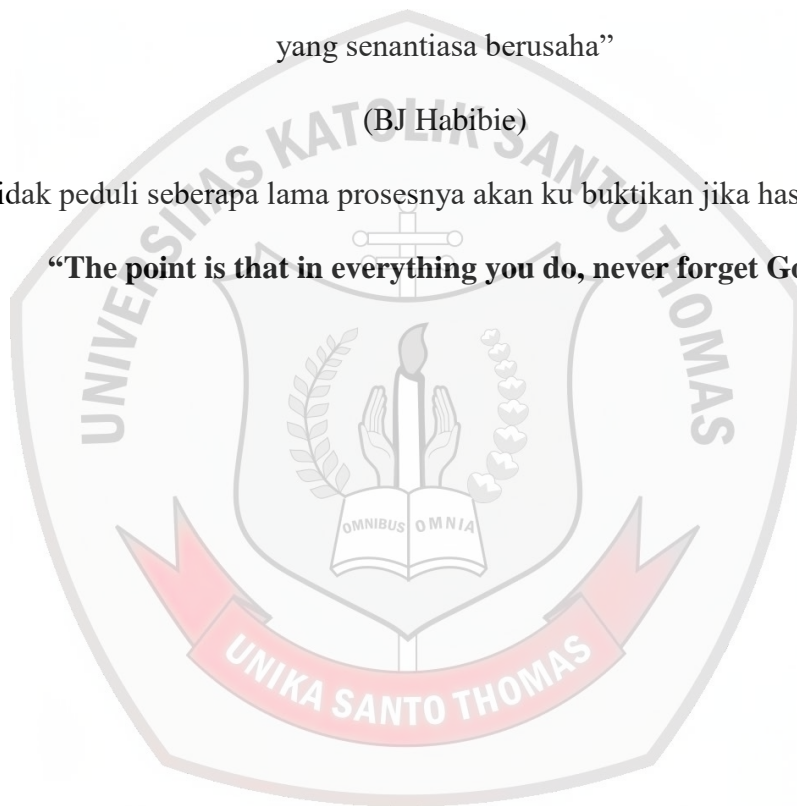 yang senantiasa berusaha”
(BJ Habibie)
idak peduli seberapa lama prosesnya akan ku buktikan jika has
“The point is that in everything you do, never forget Go
UNIVERSITAS KATOLIK SANTO THOMAS
OMNIBUS OMNIA
UNIKA SANTO THOMAS